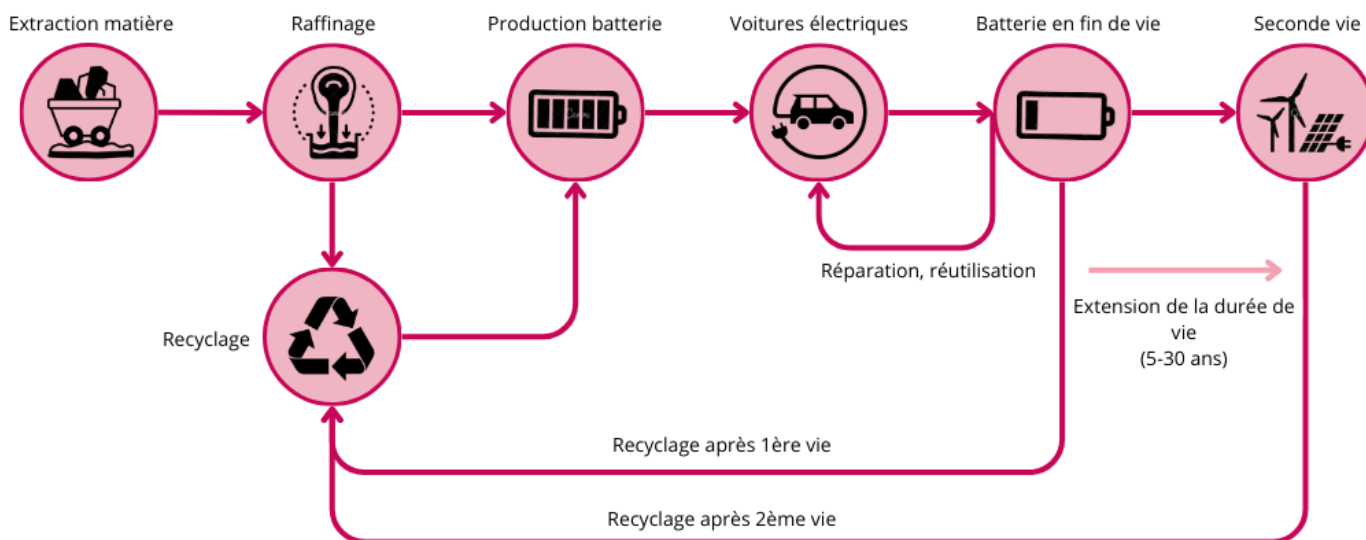 Extraction matière
Raffinage
Production batterie
Voitures électriques
Batterie en fin de vie
Seconde vie
Réparation, réutilisation
Extension de la durée de
vie
(5-30 ans)
Recyclage
Recyclage après 1ère vie
Recyclage après 2ème vie